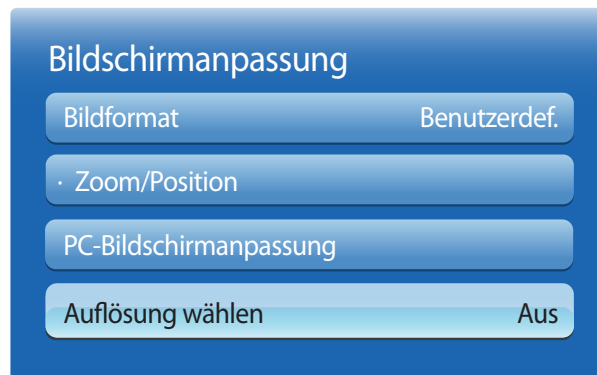 Bildschirmanpassung
Bildformat Benutzerdef.
· Zoom/Position
PC-Bildschirmanpassung
Auflösung wählen Aus